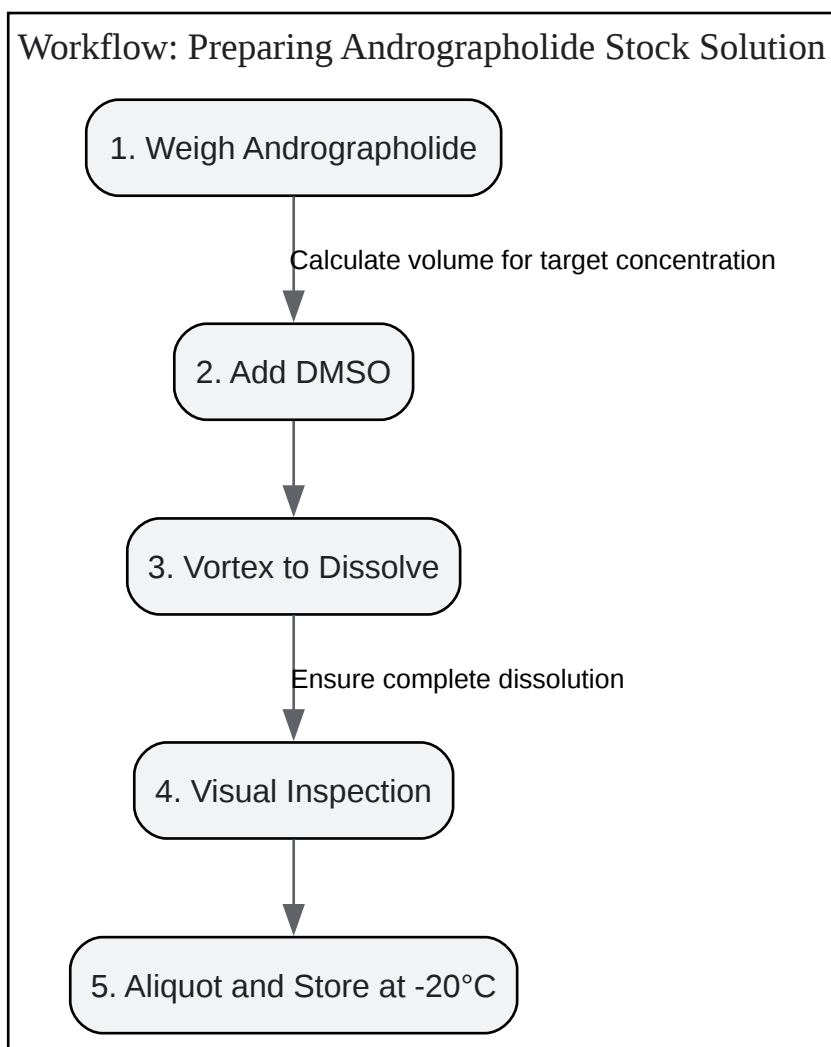 Workflow: Preparing Andrographolide Stock Solution
1. Weigh Andrographolide
Calculate volume for target concentration
2. Add DMSO
3. Vortex to Dissolve
Ensure complete dissolution
4. Visual Inspection
5. Aliquot and Store at -20°C